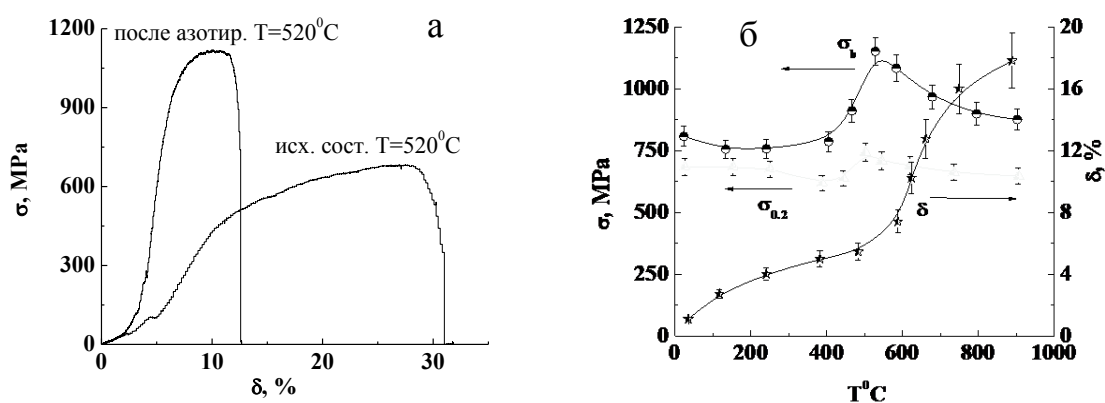 а
после азотир. T=520⁰C
исх. сост. T=520⁰C
1200
900
600
300
0
σ, MPa
0 10 20 30
δ, %
б
σb
σ0.2
δ
1250
1000
750
500
250
0
σ, MPa
20
16
12
8
4
0
δ, %
0 200 400 600 800 1000
T⁰C